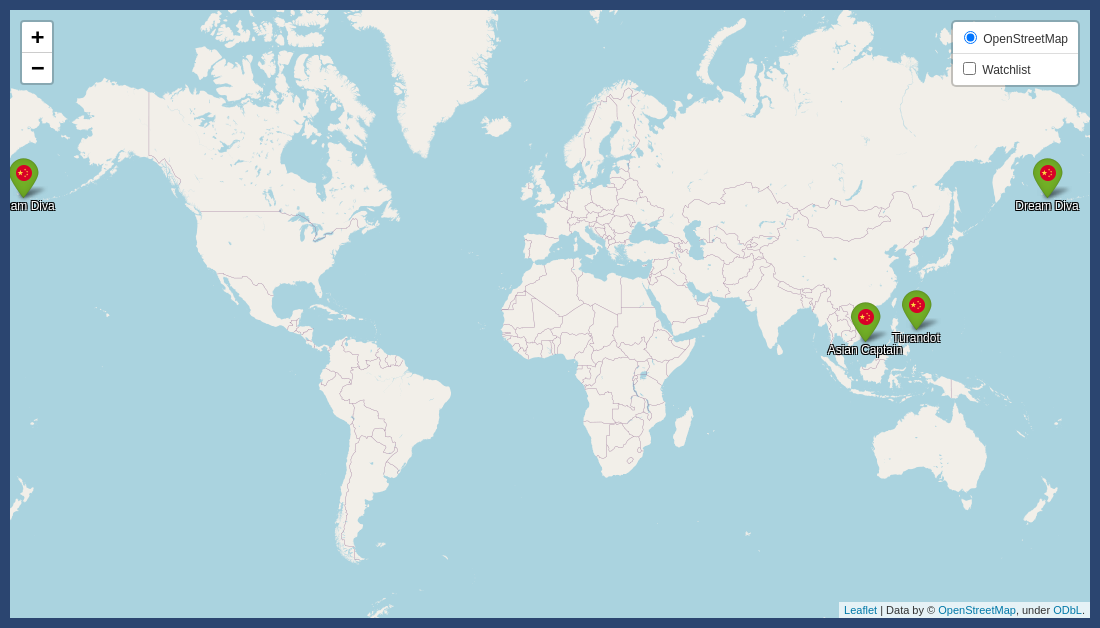 +
−
OpenStreetMap
Watchlist
am Diva
Dream Diva
Turandot
Asian Captain
Leaflet | Data by © OpenStreetMap, under ODbL.